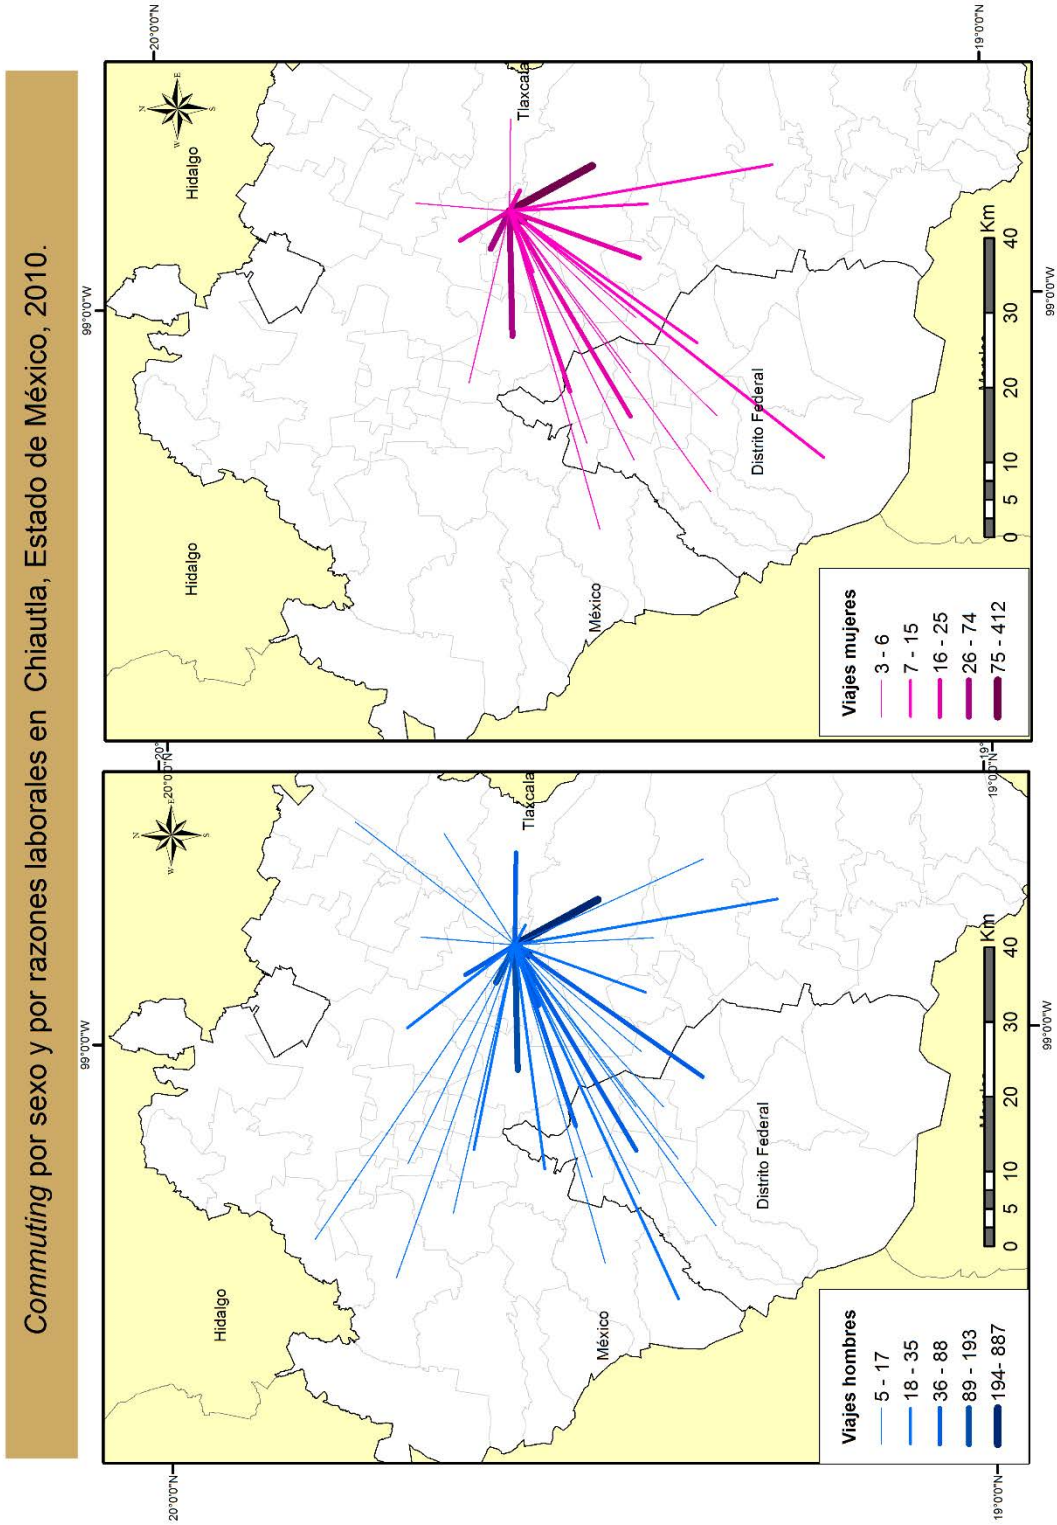 Commuting por sexo y por razones laborales en Chiautla, Estado de México, 2010.
99°0'0"W
20°0'0"N
20°0'0"N
Hidalgo
Hidalgo
N
W
E
S
Tlaxcala
México
Distrito Federal
Viajes hombres
5 - 17
18 - 35
36 - 88
89 - 193
194- 887
0 5 10 20 30 40
Km
19°0'0"N
19°0'0"N
99°0'0"W
99°0'0"W
20°
20°0'0"N
Hidalgo
Hidalgo
N
W
E
S
Tlaxcala
México
Distrito Federal
Viajes mujeres
3 - 6
7 - 15
16 - 25
26 - 74
75 - 412
0 5 10 20 30 40
Km
19°
19°0'0"N
99°0'0"W